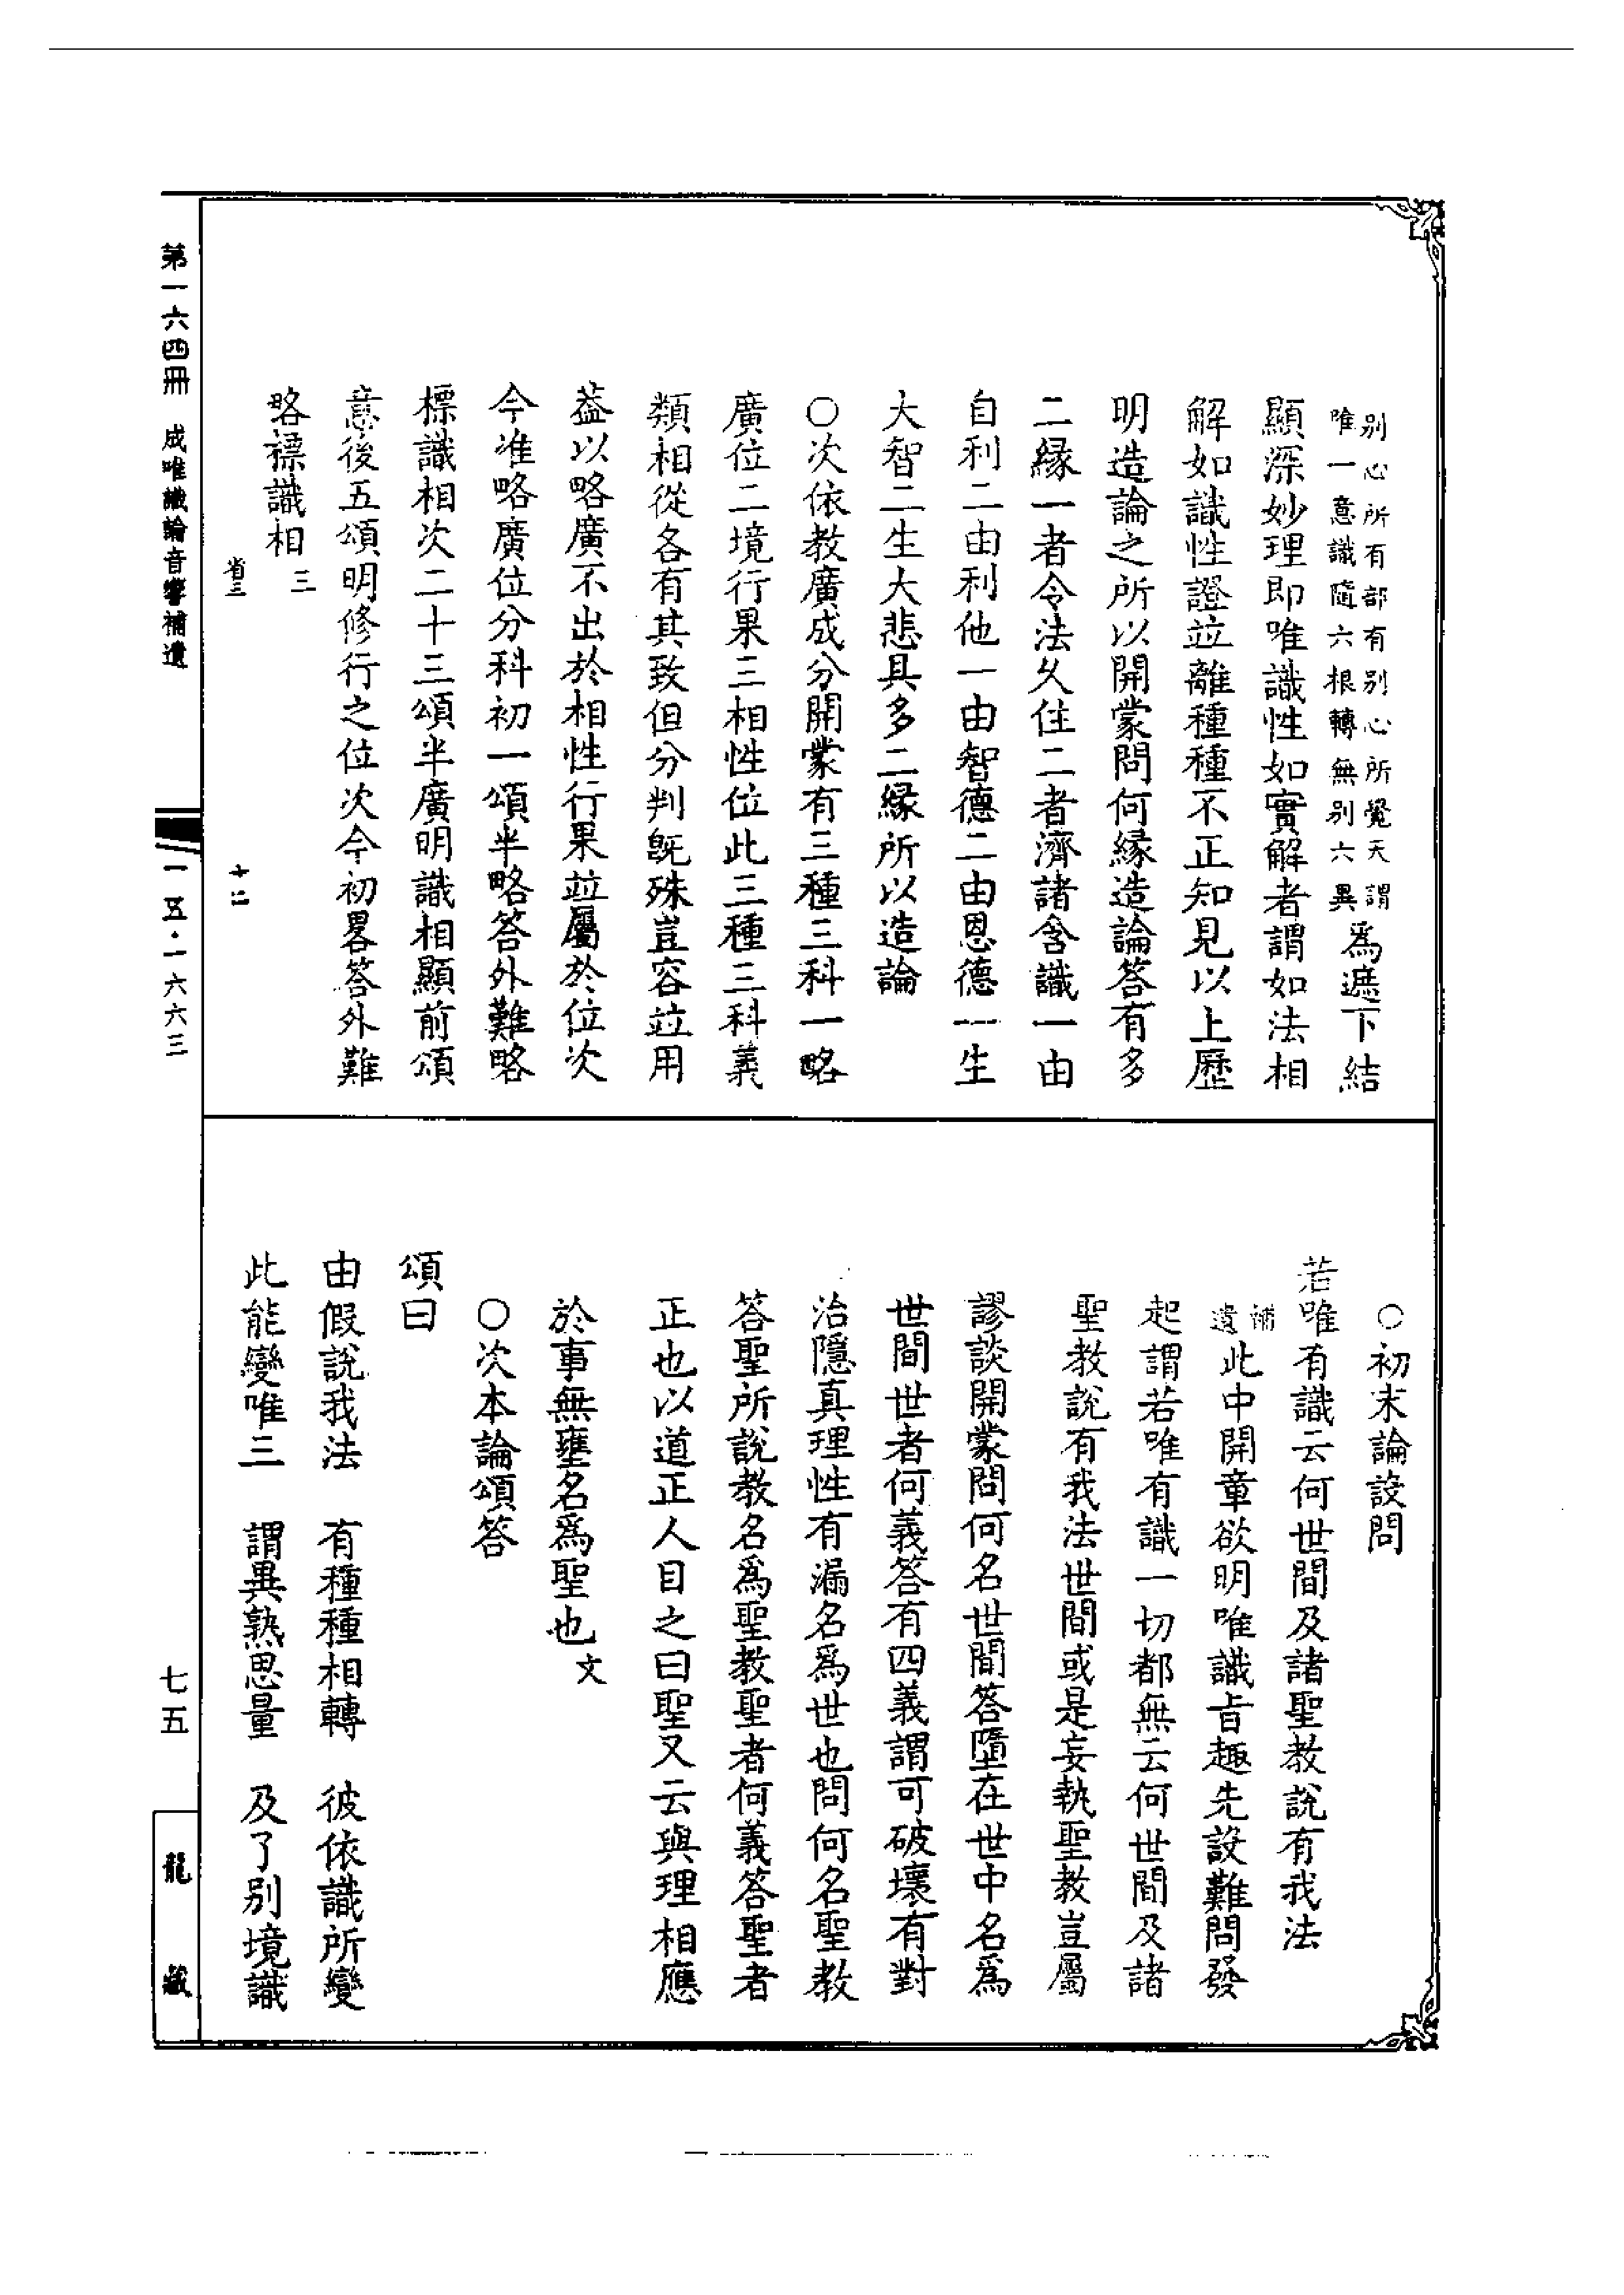 别心所有部有别心所覺天謂
唯一意識隨六根轉無别六異
為遮下結
顯深妙理即唯識性如實解者謂如法相
解如識性證竝離種種不正知見以上歷
明造論之所以開蒙問何緣造論答有多
二緣一者令法久住二者濟諸含識一由
自利二由利他一由智德二由恩德一生
大智二生大悲具多二緣所以造論
○次依教廣成分開蒙有三種三科一略
廣位二境行果三相性位此三種三科義
類相從各有其致但分判旣殊豈容竝用
葢以略廣不出於相性行果竝屬於位次
今准略廣位分科初一頌半略答外難略
標識相次二十三頌半廣明識相顯前頌
意後五頌明修行之位次今初畧答外難
略標識相 三
省三
十二
○初末論設問
若唯有識云何世間及諸聖教說有我法
補遺此中開章欲明唯識旨趣先設難問發
起謂若唯有識一切都無云何世間及諸
聖教說有我法世間或是妄執聖教豈屬
謬談開蒙問何名世間答墮在世中名為
世間世者何義答有四義謂可破壞有對
治隱真理性有漏名爲世也問何名聖教
答聖所說教名爲聖教聖者何義答聖者
正也以道正人目之曰聖又云與理相應
於事無壅名爲聖也 文
○次本論頌答
頌曰
由假說我法 有種種相轉 彼依識所變
此能變唯三 謂異熟思量 及了别境識
第一六四冊 成唯識論音響補遺
一五·一六六三
七五
龍藏